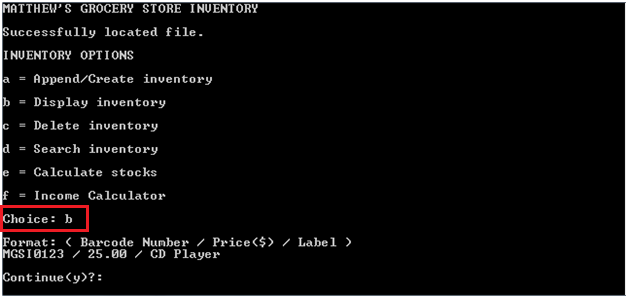 MATTHEW'S GROCERY STORE INVENTORY
Successfully located file.
INVENTORY OPTIONS
a = Append/Create inventory
b = Display inventory
c = Delete inventory
d = Search inventory
e = Calculate stocks
f = Income Calculator
Choice: b
Format: ( Barcode Number / Price($) / Label )
MGSI0123 / 25.00 / CD Player
Continue(y)?: